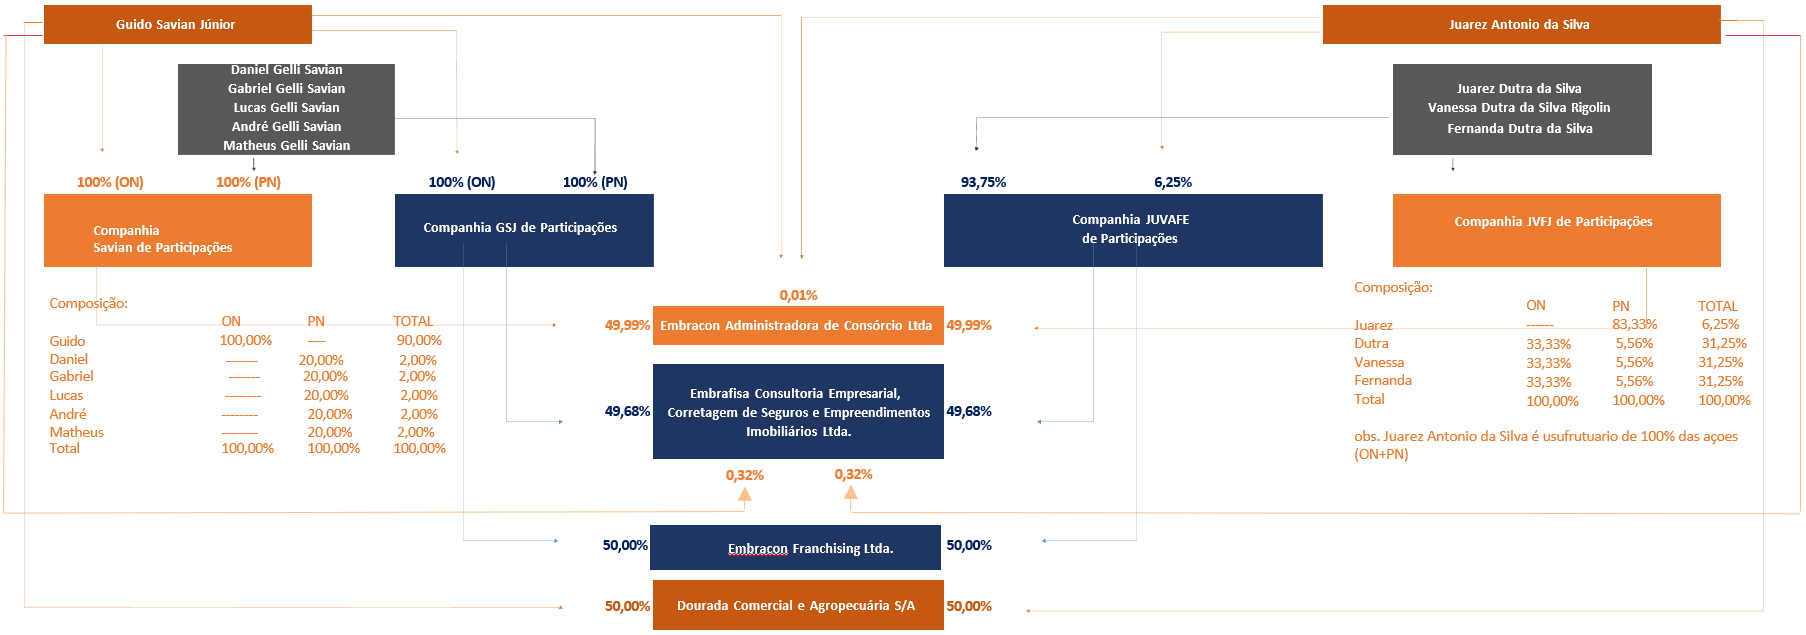 Guido Savian Júnior
Juarez Antonio da Silva
Daniel Gelli Savian
Gabriel Gelli Savian
Lucas Gelli Savian
André Gelli Savian
Matheus Gelli Savian
Juarez Dutra da Silva
Vanessa Dutra da Silva Rigolin
Fernanda Dutra da Silva
100% (ON) 100% (PN) 100% (ON) 100% (PN) 93,75% 6,25%
Companhia
Savian de Participações
Companhia GSJ de Participações
Companhia JUVAFE
de Participações
Companhia JVFJ de Participações
Composição:
ON PN TOTAL
Guido 100,00% ---- 90,00%
Daniel ------- 20,00% 2,00%
Gabriel ------- 20,00% 2,00%
Lucas -------- 20,00% 2,00%
André -------- 20,00% 2,00%
Matheus -------- 20,00% 2,00%
Total 100,00% 100,00% 100,00%
0,01%
49,99% Embracon Administradora de Consórcio Ltda 49,99%
Embrafisa Consultoria Empresarial,
49,68% Corretagem de Seguros e Empreendimentos 49,68%
Imobiliários Ltda.
0,32% 0,32%
50,00% Embracon Franchising Ltda. 50,00%
50,00% Dourada Comercial e Agropecuária S/A 50,00%
Composição:
ON PN TOTAL
Juarez ------ 83,33% 6,25%
Dutra 33,33% 5,56% 31,25%
Vanessa 33,33% 5,56% 31,25%
Fernanda 33,33% 5,56% 31,25%
Total 100,00% 100,00% 100,00%
obs. Juarez Antonio da Silva é usufrutuario de 100% das açoes
(ON+PN)